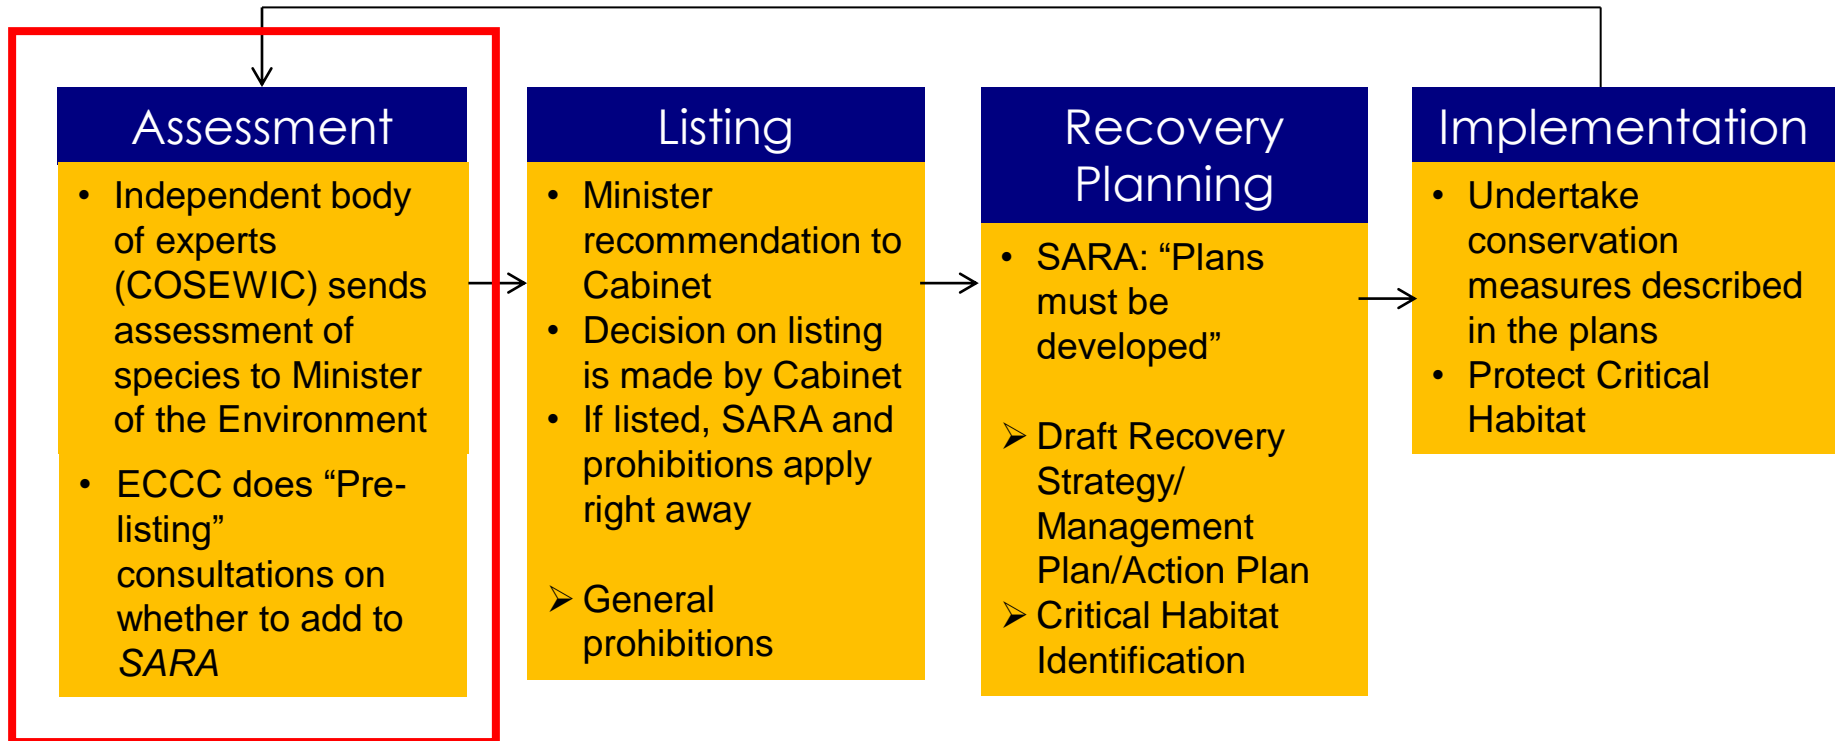 Assessment
• Independent body
of experts
(COSEWIC) sends
assessment of
species to Minister
of the Environment
• ECCC does “Pre-
listing”
consultations on
whether to add to
SARA
Listing
• Minister
recommendation to
Cabinet
• Decision on listing
is made by Cabinet
• If listed, SARA and
prohibitions apply
right away
➢ General
prohibitions
Recovery
Planning
• SARA: “Plans
must be
developed”
➢ Draft Recovery
Strategy/
Management
Plan/Action Plan
➢ Critical Habitat
Identification
Implementation
• Undertake
conservation
measures described
in the plans
• Protect Critical
Habitat